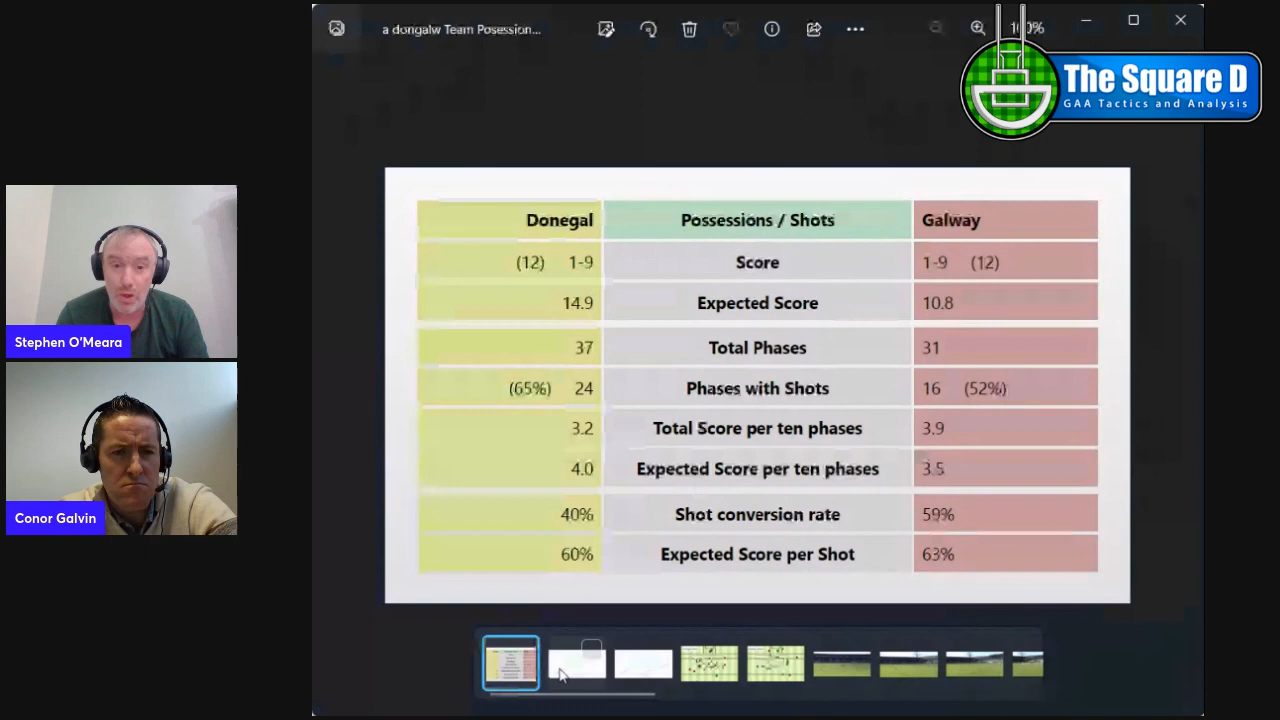 a dongalw Team Posession...
100%
The Square D
GAA Tactics and Analysis
Donegal Possessions / Shots Galway
(12) 1-9 Score 1-9 (12)
14.9 Expected Score 10.8
37 Total Phases 31
(65%) 24 Phases with Shots 16 (52%)
3.2 Total Score per ten phases 3.9
4.0 Expected Score per ten phases 3.5
40% Shot conversion rate 59%
60% Expected Score per Shot 63%
Stephen O'Meara
Conor Galvin